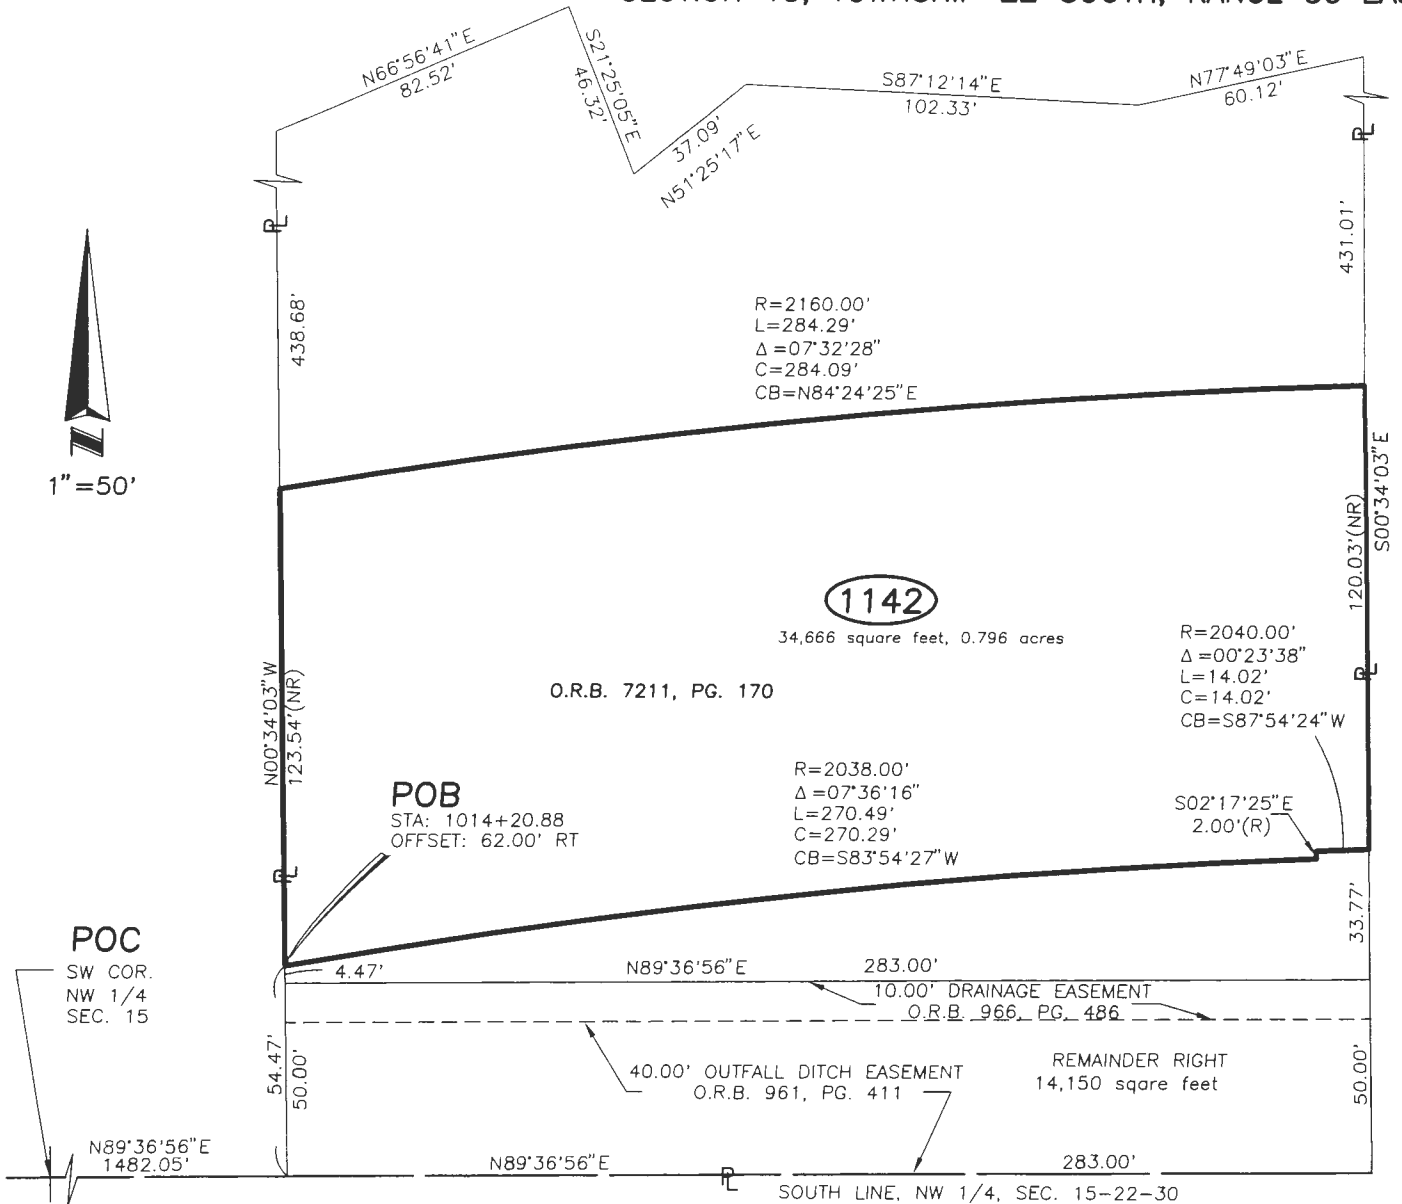 N66°56'41"E
82.52'
S21°25'05"E
46.32'
37.09'
N51°25'17"E
S87°12'14"E
102.33'
N77°49'03"E
60.12'
438.68'
431.01'
1"=50'
R=2160.00'
L=284.29'
Δ=07°32'28"
C=284.09'
CB=N84°24'25"E
S00°34'03"E
120.03'(NR)
1142
34,666 square feet, 0.796 acres
O.R.B. 7211, PG. 170
R=2040.00'
Δ=00°23'38"
L=14.02'
C=14.02'
CB=S87°54'24"W
N00°34'03"W
123.54'(NR)
POB
STA: 1014+20.88
OFFSET: 62.00' RT
R=2038.00'
Δ=07°36'16"
L=270.49'
C=270.29'
CB=S83°54'27"W
S02°17'25"E
2.00'(R)
33.77'
POC
SW COR.
NW 1/4
SEC. 15
4.47'
N89°36'56"E 283.00'
10.00' DRAINAGE EASEMENT
O.R.B. 966, PG. 486
54.47'
50.00'
40.00' OUTFALL DITCH EASEMENT
O.R.B. 961, PG. 411
REMAINDER RIGHT
14,150 sqare feet
50.00'
N89°36'56"E
1482.05'
N89°36'56"E
283.00'
SOUTH LINE, NW 1/4, SEC. 15-22-30